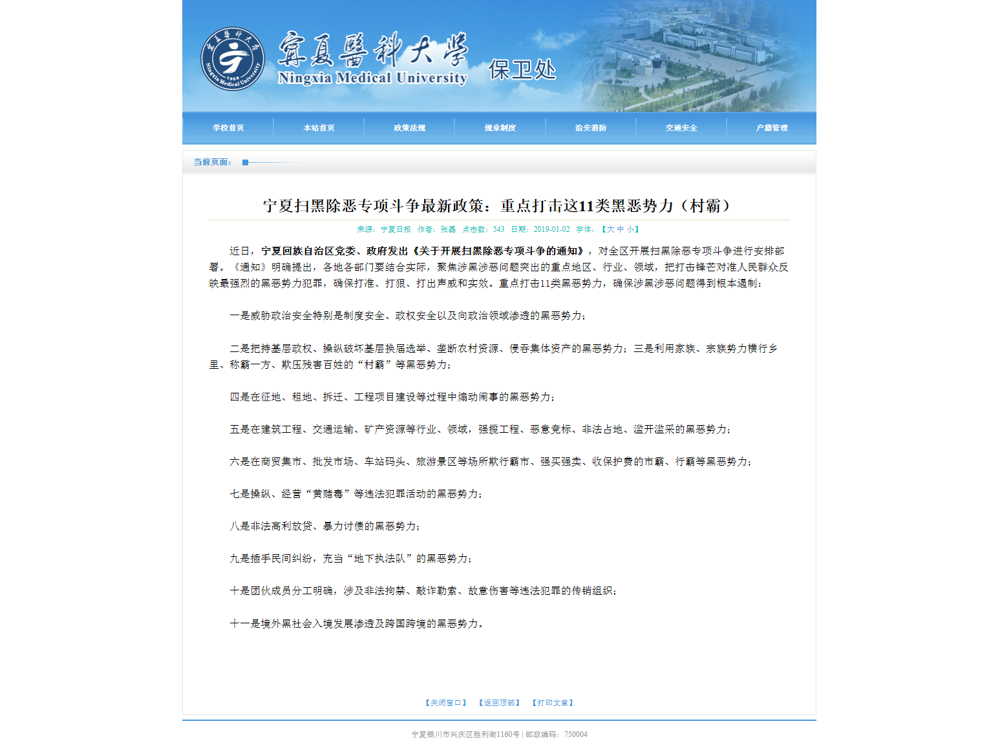 寧夏醫科大學
Ningxia Medical University
保卫处
寧夏醫科大學
Ningxia Medical University
1958
学校首页 本站首页 政策法规 规章制度 治安消防 交通安全 户籍管理
当前页面：
宁夏扫黑除恶专项斗争最新政策：重点打击这11类黑恶势力（村霸）
来源：宁夏日报 作者：张磊 点击数：543 日期：2019-01-02 字体：【大 中 小】
近日，宁夏回族自治区党委、政府发出《关于开展扫黑除恶专项斗争的通知》，对全区开展扫黑除恶专项斗争进行安排部
署。《通知》明确提出，各地各部门要结合实际，聚焦涉黑涉恶问题突出的重点地区、行业、领域，把打击锋芒对准人民群众反
映最强烈的黑恶势力犯罪，确保打准、打狠、打出声威和实效。重点打击11类黑恶势力，确保涉黑涉恶问题得到根本遏制：
一是威胁政治安全特别是制度安全、政权安全以及向政治领域渗透的黑恶势力；
二是把持基层政权、操纵破坏基层换届选举、垄断农村资源、侵吞集体资产的黑恶势力；三是利用家族、宗族势力横行乡
里、称霸一方、欺压残害百姓的“村霸”等黑恶势力；
四是在征地、租地、拆迁、工程项目建设等过程中煽动闹事的黑恶势力；
五是在建筑工程、交通运输、矿产资源等行业、领域，强揽工程、恶意竞标、非法占地、滥开滥采的黑恶势力；
六是在商贸集市、批发市场、车站码头、旅游景区等场所欺行霸市、强买强卖、收保护费的市霸、行霸等黑恶势力；
七是操纵、经营“黄赌毒”等违法犯罪活动的黑恶势力；
八是非法高利放贷、暴力讨债的黑恶势力；
九是插手民间纠纷，充当“地下执法队”的黑恶势力；
十是团伙成员分工明确，涉及非法拘禁、敲诈勒索、故意伤害等违法犯罪的传销组织；
十一是境外黑社会入境发展渗透及跨国跨境的黑恶势力。
【关闭窗口】 【返回顶部】 【打印文章】
宁夏银川市兴庆区胜利街1160号 | 邮政编码：750004